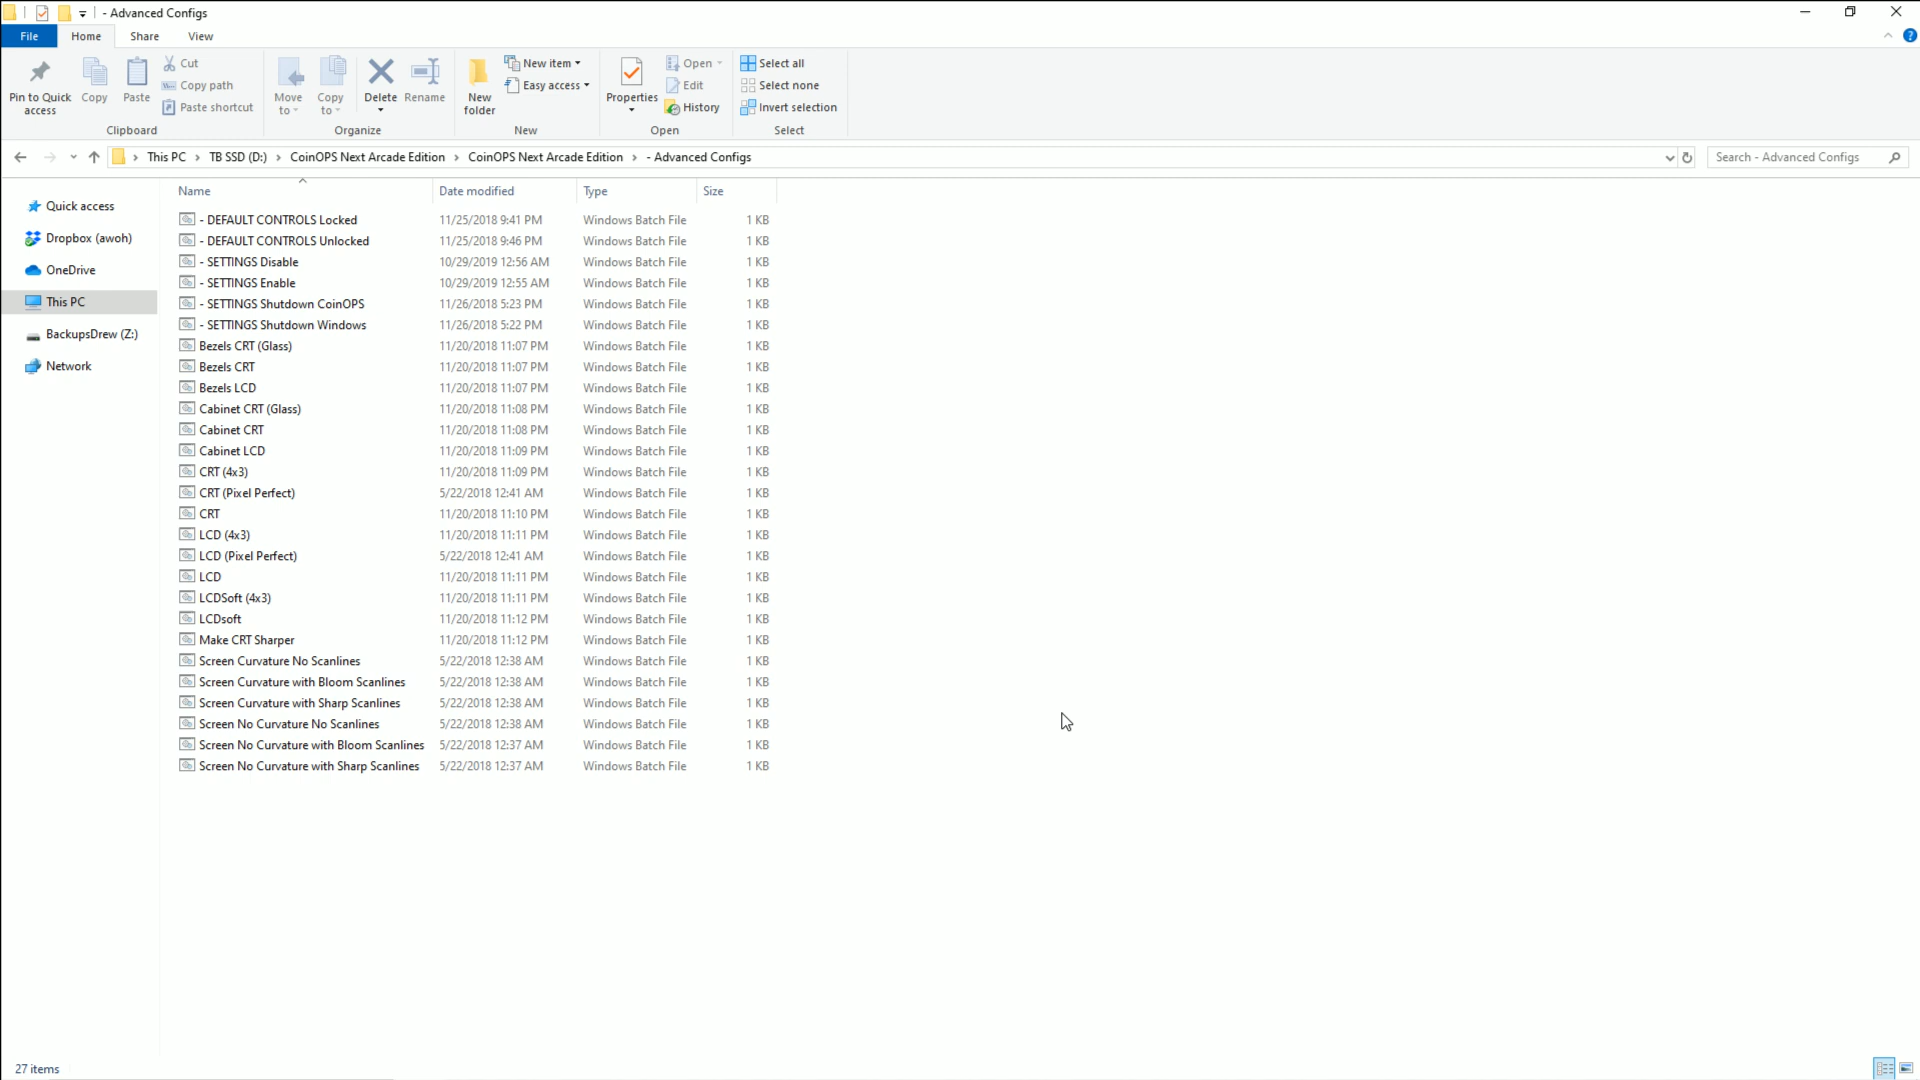 - Advanced Configs
File Home Share View
Pin to Quick access
Copy
Paste
Cut
Copy path
Paste shortcut
Clipboard
Move to
Copy to
Delete
Rename
Organize
New folder
New item
Easy access
New
Properties
Open
Edit
History
Open
Select all
Select none
Invert selection
Select
This PC > TB SSD (D:) > CoinOPS Next Arcade Edition > CoinOPS Next Arcade Edition > - Advanced Configs
Search - Advanced Configs
Quick access
Dropbox (awoh)
OneDrive
This PC
BackupsDrew (Z:)
Network
Name Date modified Type Size
- DEFAULT CONTROLS Locked 11/25/2018 9:41 PM Windows Batch File 1 KB
- DEFAULT CONTROLS Unlocked 11/25/2018 9:46 PM Windows Batch File 1 KB
- SETTINGS Disable 10/29/2019 12:56 AM Windows Batch File 1 KB
- SETTINGS Enable 10/29/2019 12:55 AM Windows Batch File 1 KB
- SETTINGS Shutdown CoinOPS 11/26/2018 5:23 PM Windows Batch File 1 KB
- SETTINGS Shutdown Windows 11/26/2018 5:22 PM Windows Batch File 1 KB
Bezels CRT (Glass) 11/20/2018 11:07 PM Windows Batch File 1 KB
Bezels CRT 11/20/2018 11:07 PM Windows Batch File 1 KB
Bezels LCD 11/20/2018 11:07 PM Windows Batch File 1 KB
Cabinet CRT (Glass) 11/20/2018 11:08 PM Windows Batch File 1 KB
Cabinet CRT 11/20/2018 11:08 PM Windows Batch File 1 KB
Cabinet LCD 11/20/2018 11:09 PM Windows Batch File 1 KB
CRT (4x3) 11/20/2018 11:09 PM Windows Batch File 1 KB
CRT (Pixel Perfect) 5/22/2018 12:41 AM Windows Batch File 1 KB
CRT 11/20/2018 11:10 PM Windows Batch File 1 KB
LCD (4x3) 11/20/2018 11:11 PM Windows Batch File 1 KB
LCD (Pixel Perfect) 5/22/2018 12:41 AM Windows Batch File 1 KB
LCD 11/20/2018 11:11 PM Windows Batch File 1 KB
LCDSoft (4x3) 11/20/2018 11:11 PM Windows Batch File 1 KB
LCDsoft 11/20/2018 11:12 PM Windows Batch File 1 KB
Make CRT Sharper 11/20/2018 11:12 PM Windows Batch File 1 KB
Screen Curvature No Scanlines 5/22/2018 12:38 AM Windows Batch File 1 KB
Screen Curvature with Bloom Scanlines 5/22/2018 12:38 AM Windows Batch File 1 KB
Screen Curvature with Sharp Scanlines 5/22/2018 12:38 AM Windows Batch File 1 KB
Screen No Curvature No Scanlines 5/22/2018 12:38 AM Windows Batch File 1 KB
Screen No Curvature with Bloom Scanlines 5/22/2018 12:37 AM Windows Batch File 1 KB
Screen No Curvature with Sharp Scanlines 5/22/2018 12:37 AM Windows Batch File 1 KB
27 items